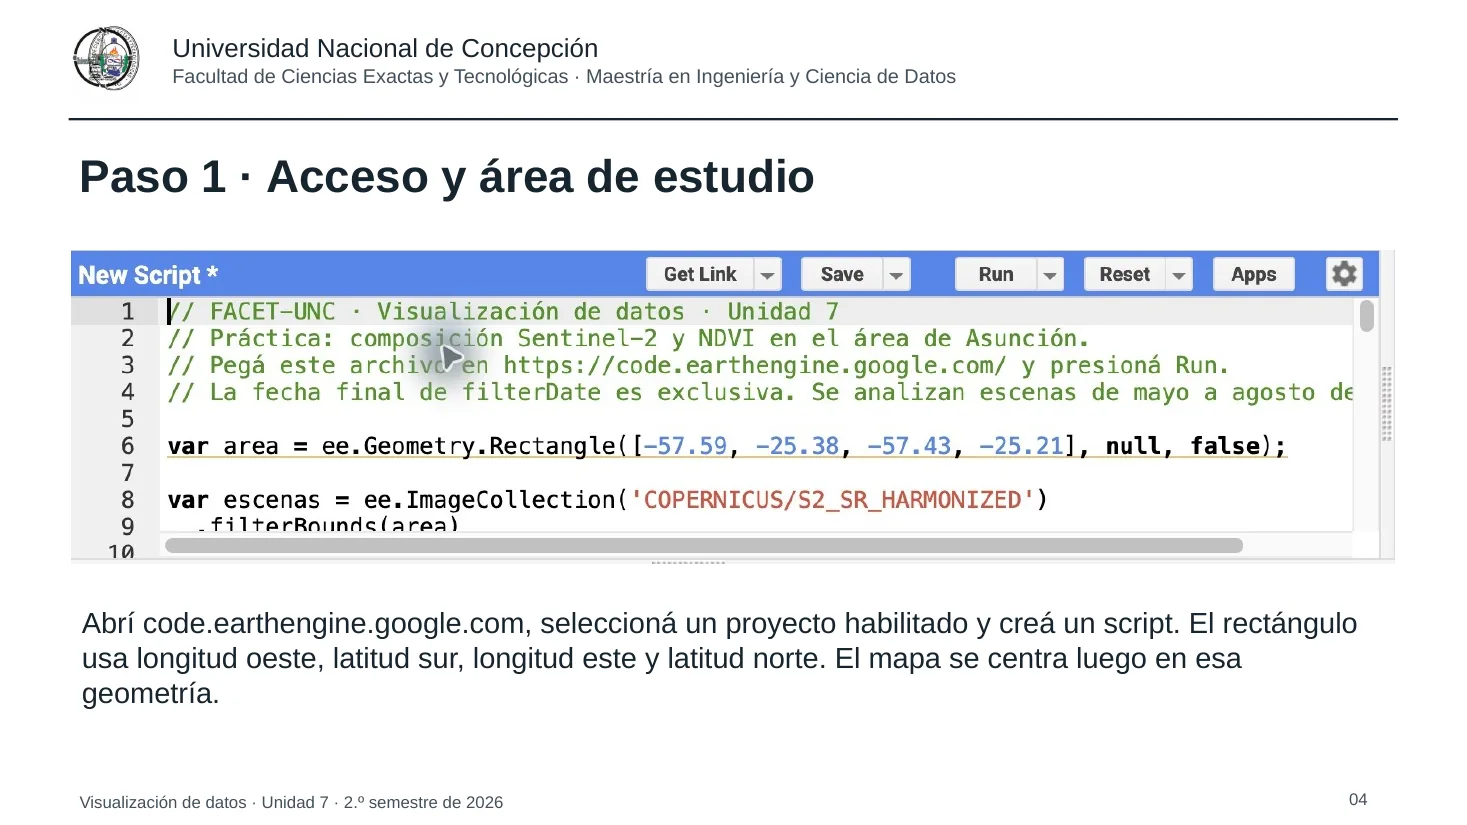 Universidad Nacional de Concepción
Facultad de Ciencias Exactas y Tecnológicas · Maestría en Ingeniería y Ciencia de Datos
Paso 1 · Acceso y área de estudio
New Script * Get Link Save Run Reset Apps
1 // FACET-UNC · Visualización de datos · Unidad 7
2 // Práctica: composición Sentinel-2 y NDVI en el área de Asunción.
3 // Pegá este archivo en https://code.earthengine.google.com/ y presioná Run.
4 // La fecha final de filterDate es exclusiva. Se analizan escenas de mayo a agosto de
5
6 var area = ee.Geometry.Rectangle([-57.59, -25.38, -57.43, -25.21], null, false);
7
8 var escenas = ee.ImageCollection('COPERNICUS/S2_SR_HARMONIZED')
9 .filterBounds(area)
10
Abrí code.earthengine.google.com, seleccioná un proyecto habilitado y creá un script. El rectángulo
usa longitud oeste, latitud sur, longitud este y latitud norte. El mapa se centra luego en esa
geometría.
Visualización de datos · Unidad 7 · 2.º semestre de 2026
04